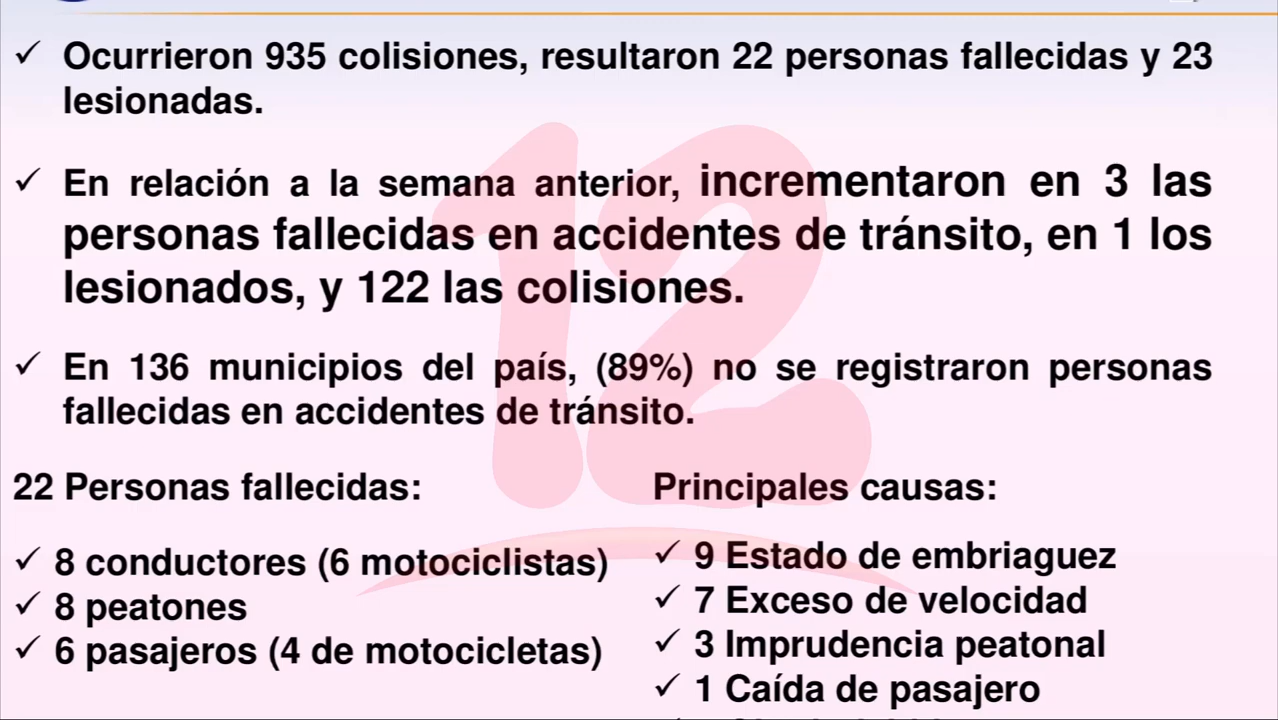 ✓ Ocurrieron 935 colisiones, resultaron 22 personas fallecidas y 23
lesionadas.
✓ En relación a la semana anterior, incrementaron en 3 las
personas fallecidas en accidentes de tránsito, en 1 los
lesionados, y 122 las colisiones.
✓ En 136 municipios del país, (89%) no se registraron personas
fallecidas en accidentes de tránsito.
22 Personas fallecidas:
✓ 8 conductores (6 motociclistas)
✓ 8 peatones
✓ 6 pasajeros (4 de motocicletas)
Principales causas:
✓ 9 Estado de embriaguez
✓ 7 Exceso de velocidad
✓ 3 Imprudencia peatonal
✓ 1 Caída de pasajero
12